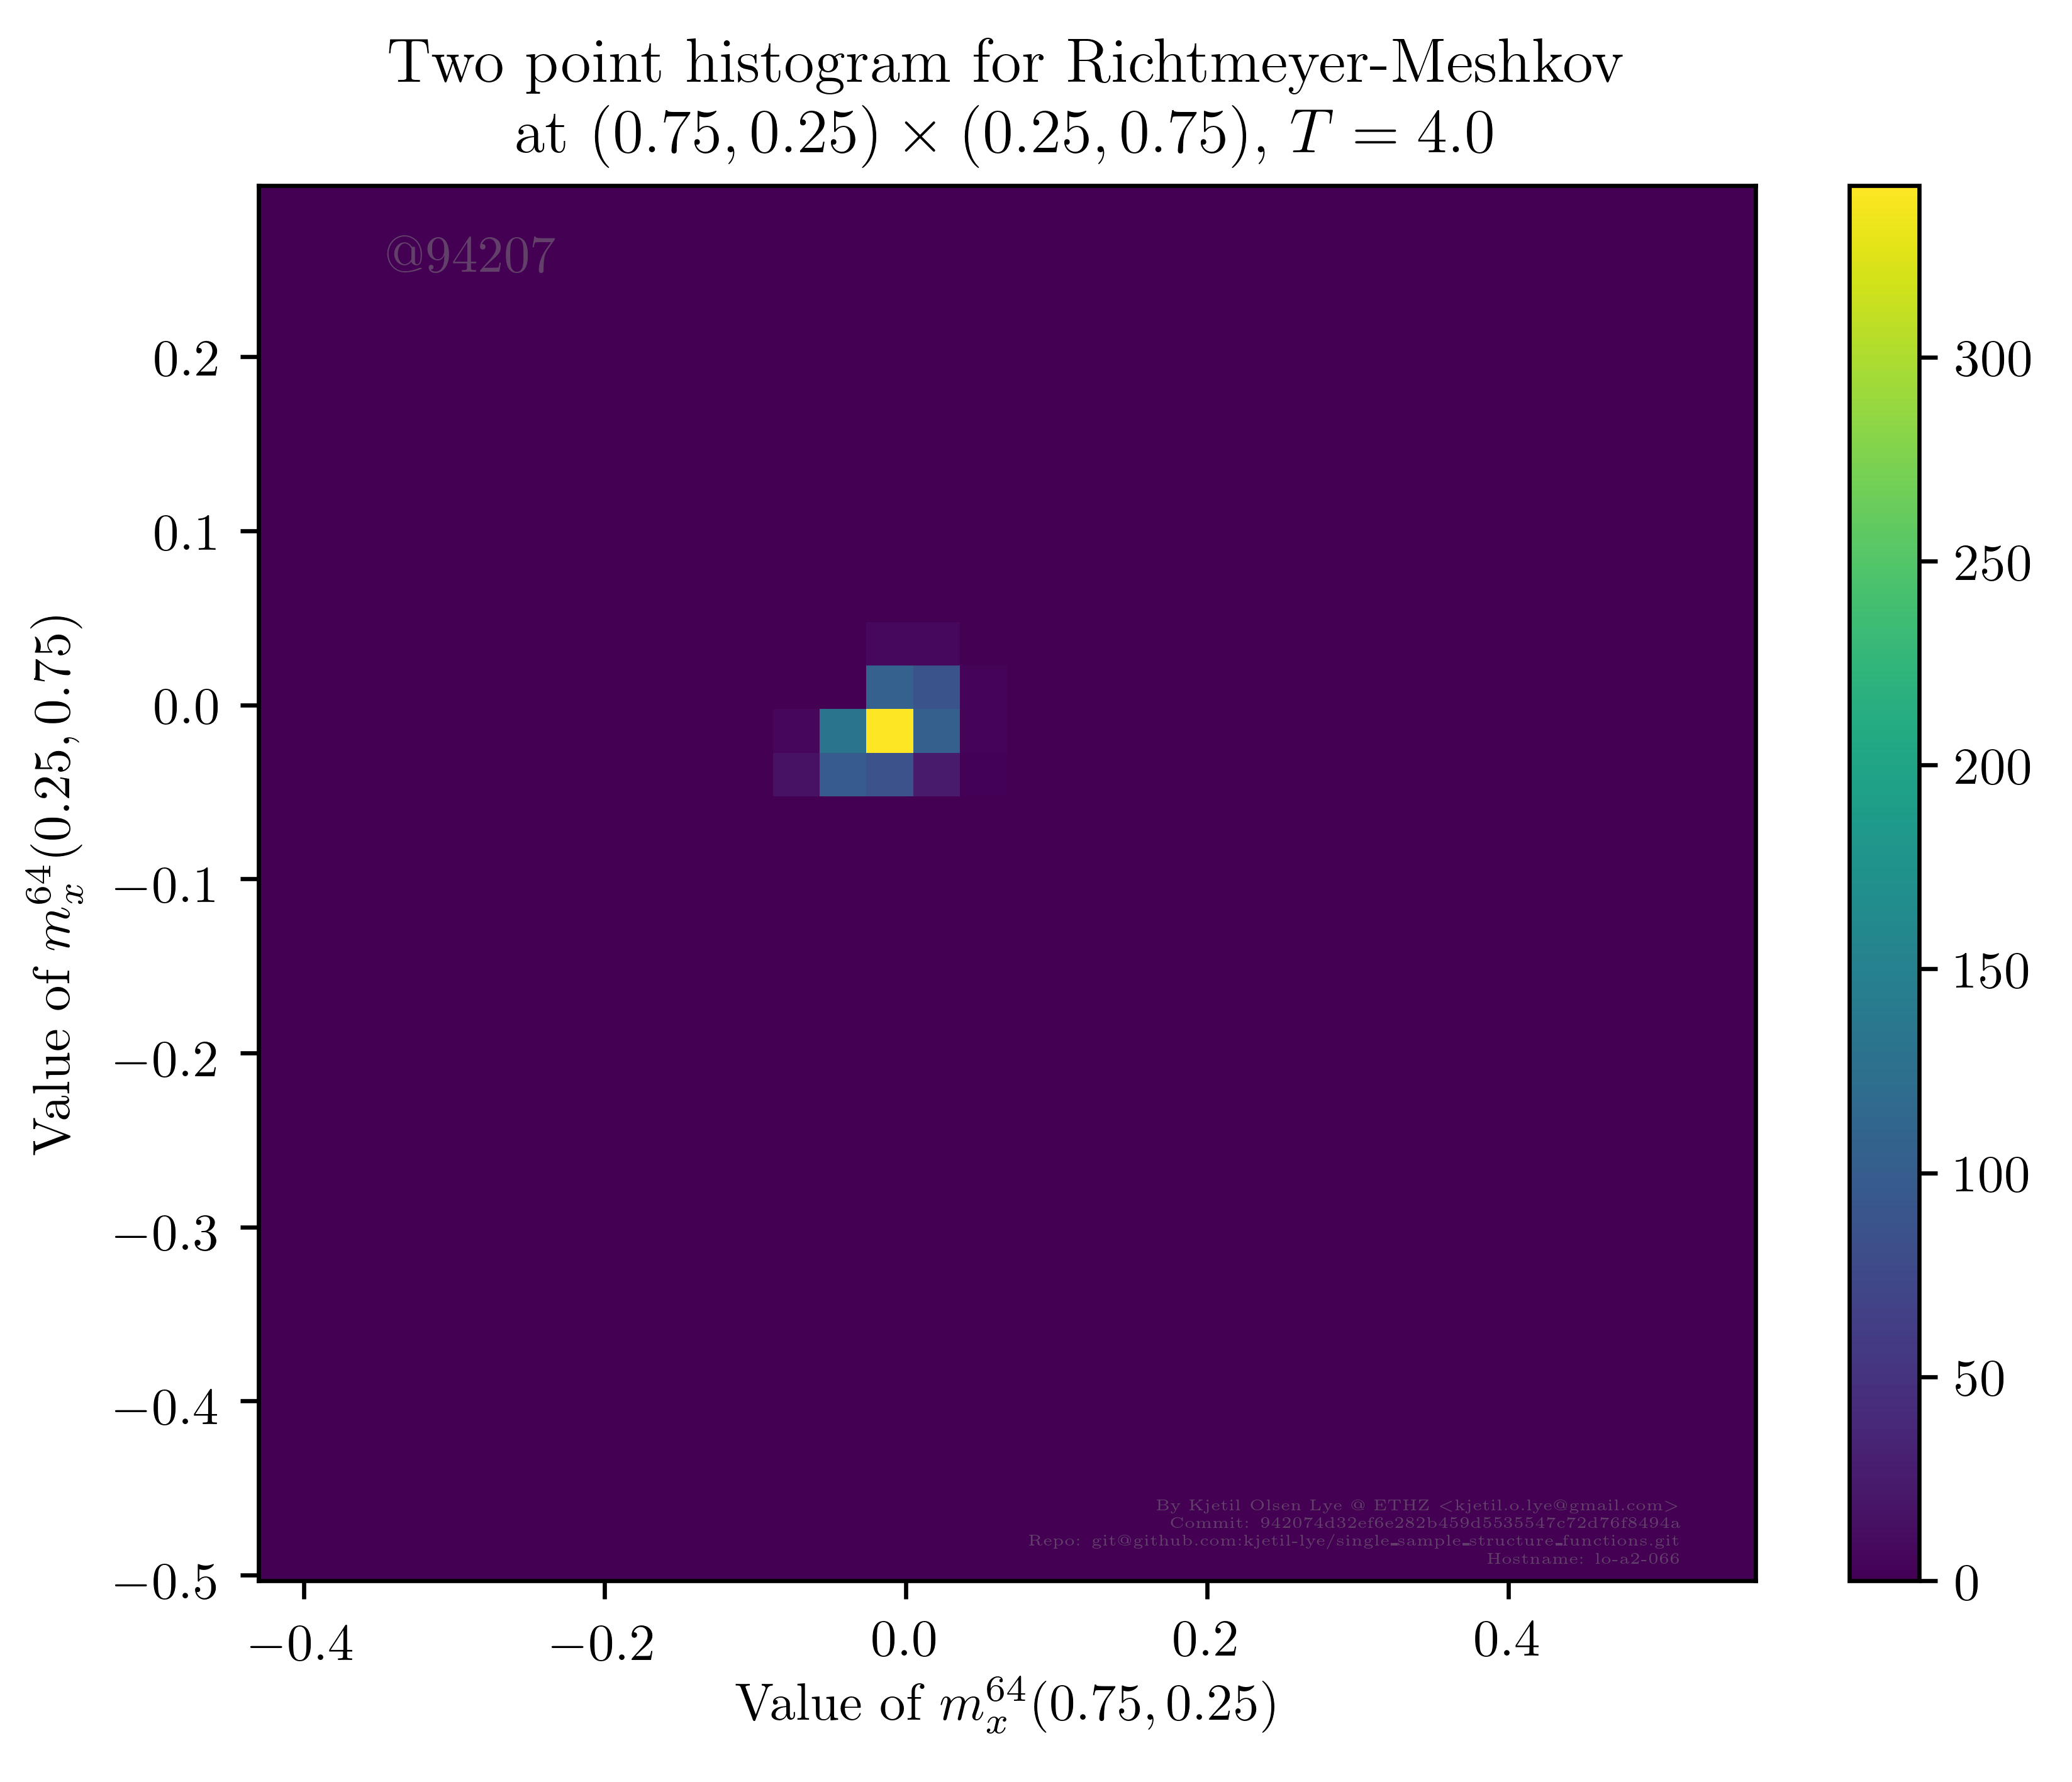 Two point histogram for Richtmeyer-Meshkov
at (0.75, 0.25) × (0.25, 0.75), T = 4.0
@94207
0.2
0.1
0.0
−0.1
−0.2
−0.3
−0.4
−0.5
Value of m_x^64(0.25, 0.75)
−0.4
−0.2
0.0
0.2
0.4
Value of m_x^64(0.75, 0.25)
300
250
200
150
100
50
0
By Kjetil Olsen Lye @ ETHZ <kjetil.o.lye@gmail.com>
Commit: 942074d32ef6e282b459d5535547c72d76f8494a
Repo: git@github.com:kjetil-lye/single_sample_structure_functions.git
Hostname: lo-a2-066